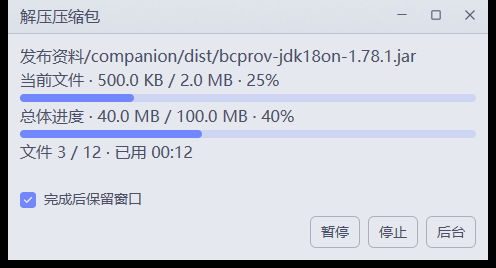 解压压缩包
发布资料/companion/dist/bcprov-jdk18on-1.78.1.jar
当前文件 · 500.0 KB / 2.0 MB · 25%
总体进度 · 40.0 MB / 100.0 MB · 40%
文件 3 / 12 · 已用 00:12
完成后保留窗口
暂停 停止 后台